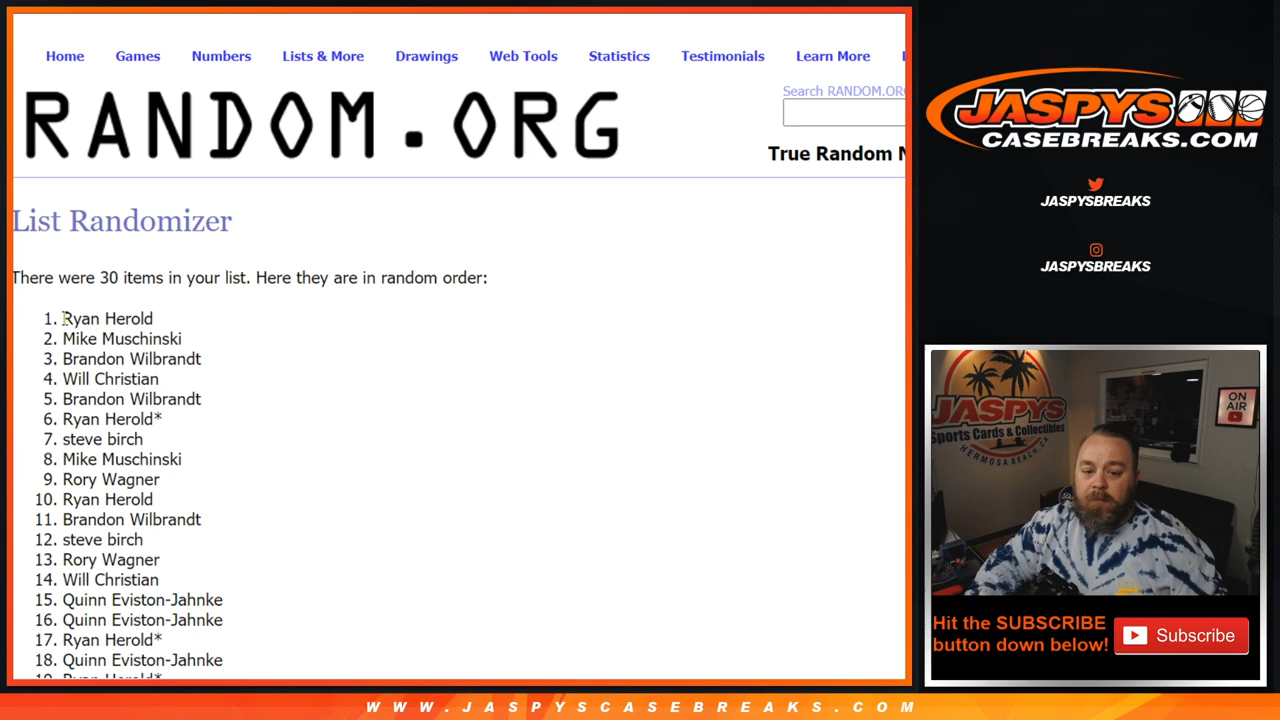 Home Games Numbers Lists & More Drawings Web Tools Statistics Testimonials Learn More
Search RANDOM.ORG
RANDOM.ORG
True Random N
List Randomizer
There were 30 items in your list. Here they are in random order:
1. Ryan Herold
2. Mike Muschinski
3. Brandon Wilbrandt
4. Will Christian
5. Brandon Wilbrandt
6. Ryan Herold*
7. steve birch
8. Mike Muschinski
9. Rory Wagner
10. Ryan Herold
11. Brandon Wilbrandt
12. steve birch
13. Rory Wagner
14. Will Christian
15. Quinn Eviston-Jahnke
16. Quinn Eviston-Jahnke
17. Ryan Herold*
18. Quinn Eviston-Jahnke
JASPYS
CASEBREAKS.COM
JASPYSBREAKS
JASPYSBREAKS
JASPYS
Sports Cards & Collectibles
HERMOSA BEACH, CA
ON
AIR
Hit the SUBSCRIBE
button down below!
Subscribe
WWW.JASPYSCASEBREAKS.COM